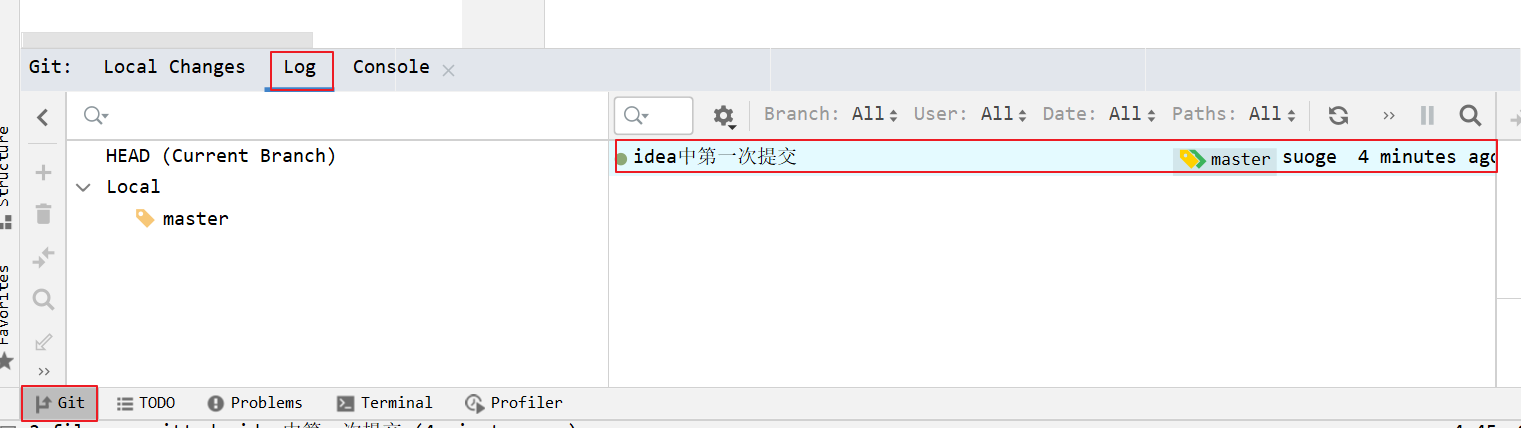 Git: Local Changes Log Console
Branch: All User: All Date: All Paths: All
HEAD (Current Branch)
idea中第一次提交 master suoge 4 minutes ago
Local
master
Structure
Favorites
Git TODO Problems Terminal Profiler